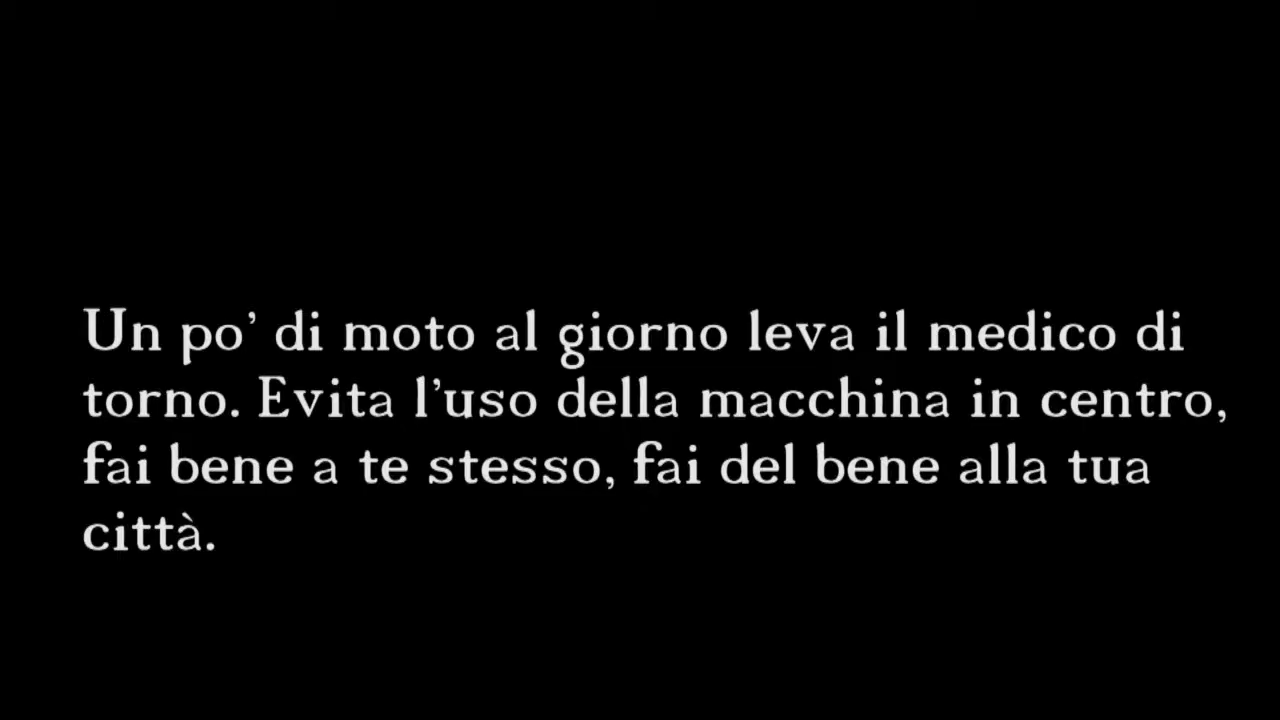 Un po’ di moto al giorno leva il medico di
torno. Evita l’uso della macchina in centro,
fai bene a te stesso, fai del bene alla tua
città.